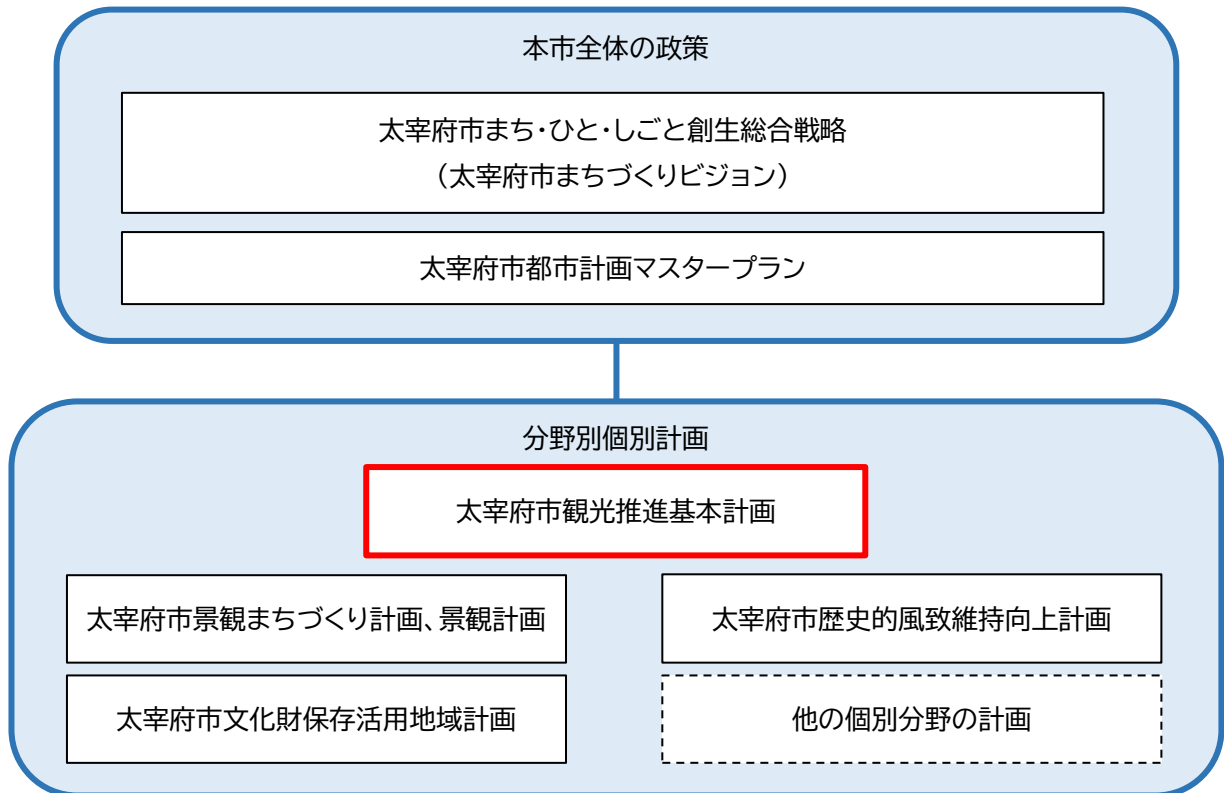 本市全体の政策
太宰府市まち・ひと・しごと創生総合戦略
（太宰府市まちづくりビジョン）
太宰府市都市計画マスタープラン
分野別個別計画
太宰府市観光推進基本計画
太宰府市景観まちづくり計画、景観計画
太宰府市歴史的風致維持向上計画
太宰府市文化財保存活用地域計画
他の個別分野の計画